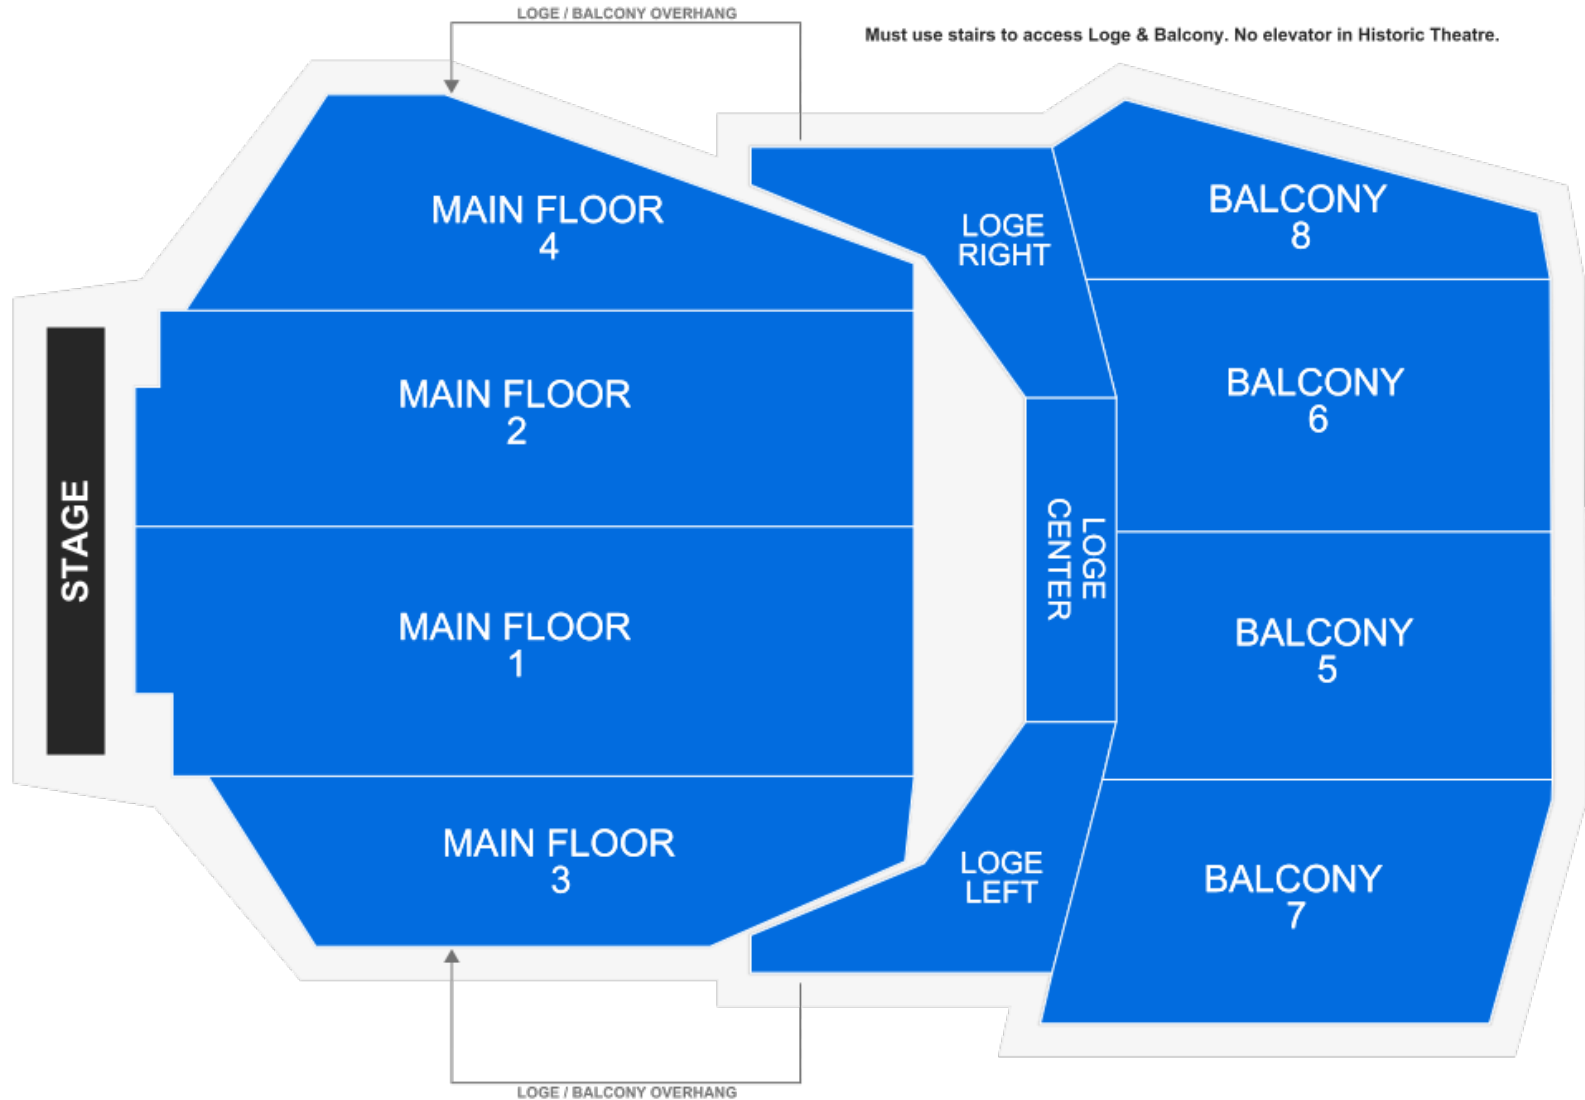 LOGE / BALCONY OVERHANG
Must use stairs to access Loge & Balcony. No elevator in Historic Theatre.
MAIN FLOOR
4
LOGE
RIGHT
BALCONY
8
MAIN FLOOR
2
BALCONY
6
STAGE
LOGE
CENTER
MAIN FLOOR
1
BALCONY
5
MAIN FLOOR
3
LOGE
LEFT
BALCONY
7
LOGE / BALCONY OVERHANG